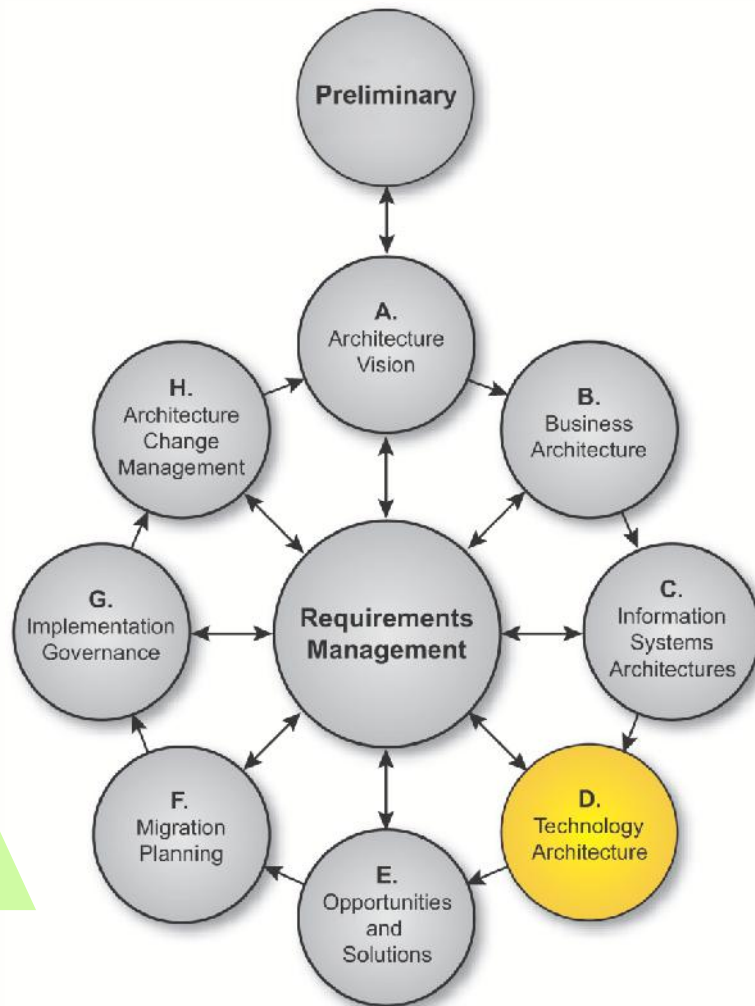 Preliminary
A.
Architecture
Vision
B.
Business
Architecture
H.
Architecture
Change
Management
C.
Information
Systems
Architectures
Requirements
Management
G.
Implementation
Governance
D.
Technology
Architecture
F.
Migration
Planning
E.
Opportunities
and
Solutions